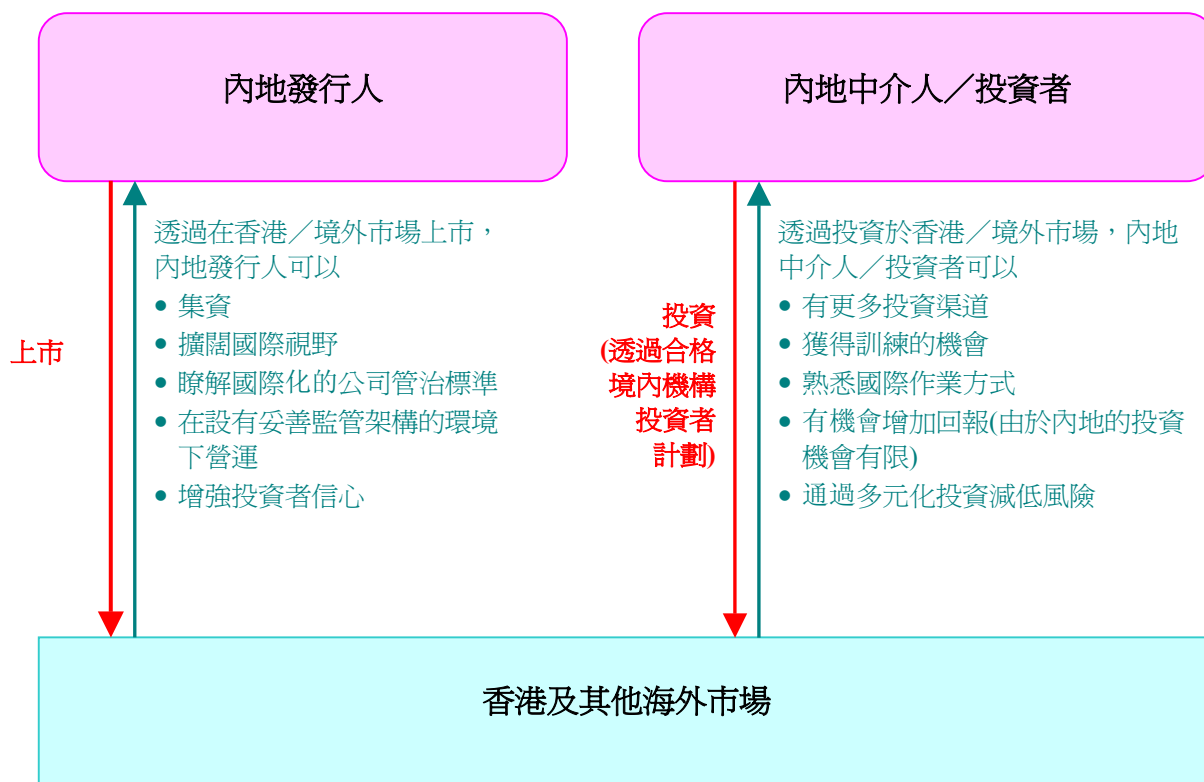 內地發行人
內地中介人／投資者
上市
透過在香港／境外市場上市，
內地發行人可以
• 集資
• 擴闊國際視野
• 瞭解國際化的公司管治標準
• 在設有妥善監管架構的環境
下營運
• 增強投資者信心
投資
(透過合格
境內機構
投資者
計劃)
透過投資於香港／境外市場，內地
中介人／投資者可以
• 有更多投資渠道
• 獲得訓練的機會
• 熟悉國際作業方式
• 有機會增加回報(由於內地的投資
機會有限)
• 通過多元化投資減低風險
香港及其他海外市場